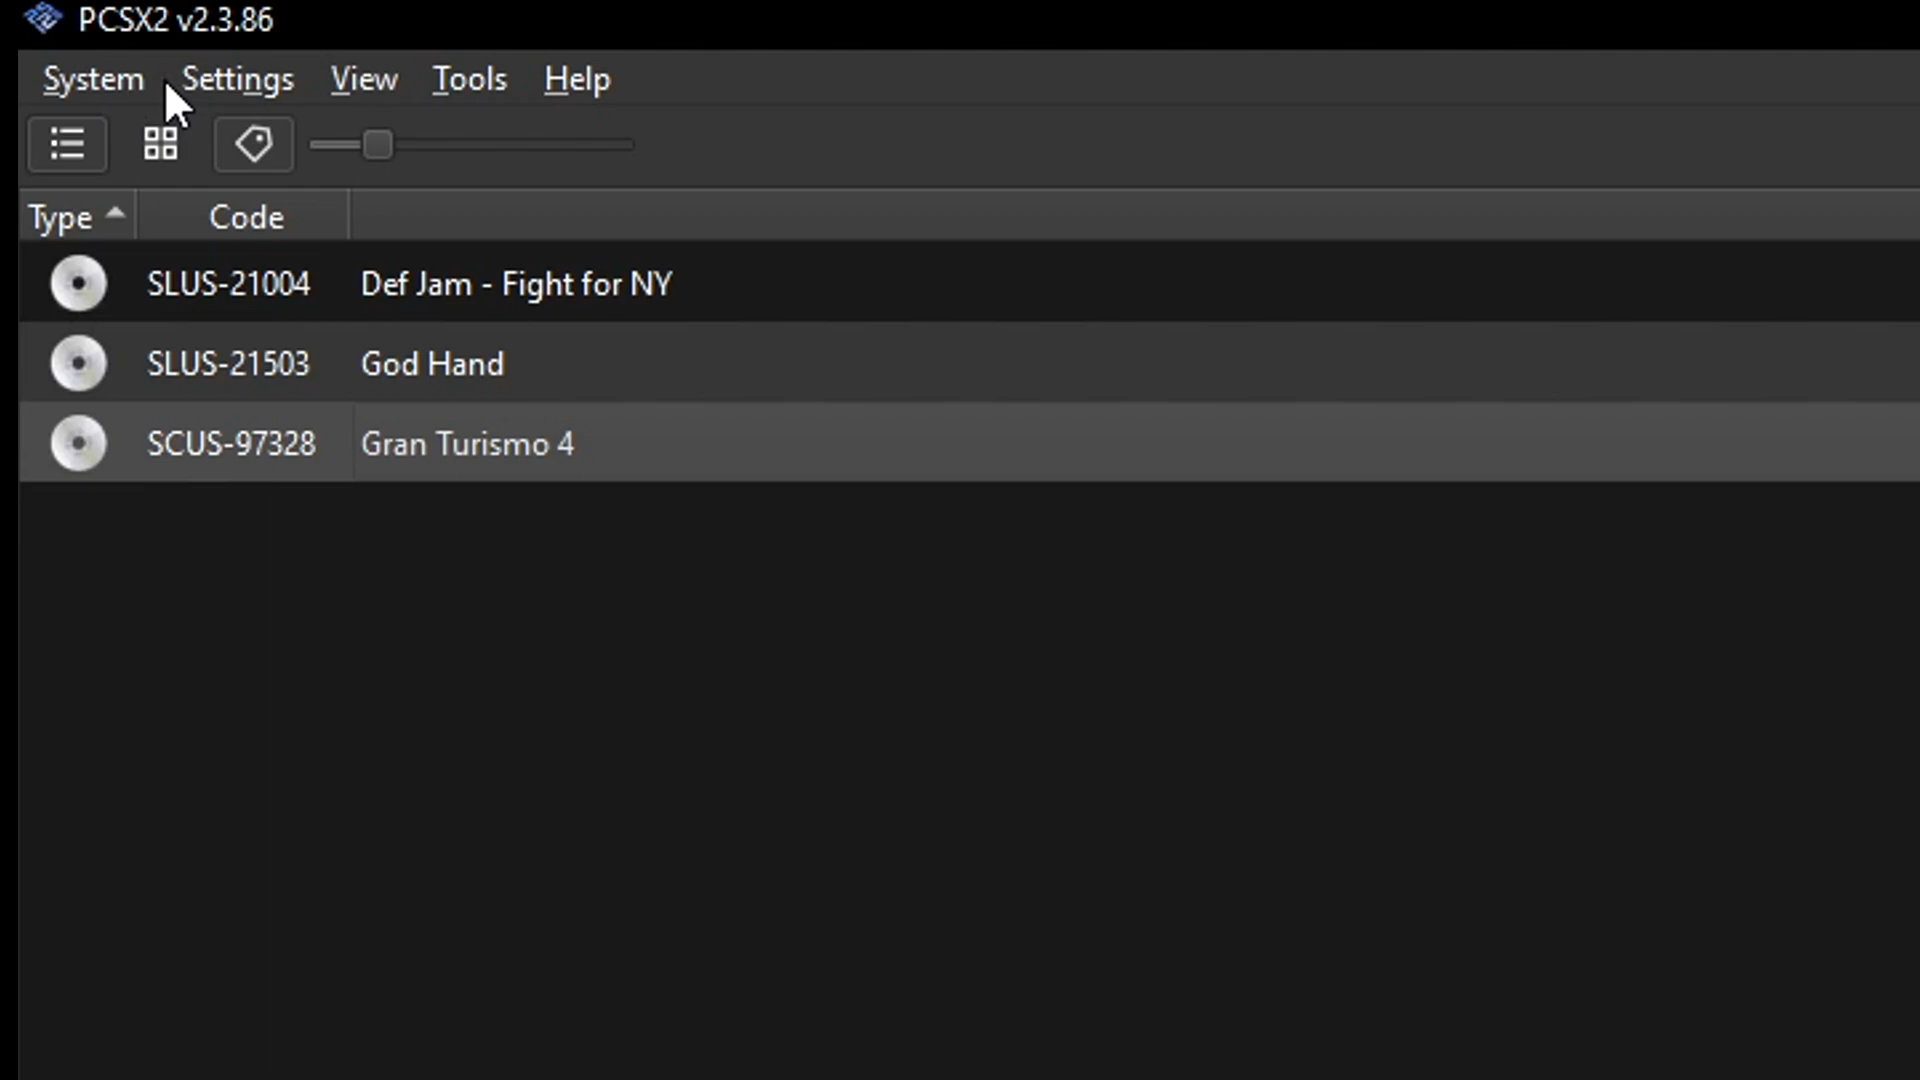 PCSX2 v2.3.86
System Settings View Tools Help
Type Code
SLUS-21004 Def Jam - Fight for NY
SLUS-21503 God Hand
SCUS-97328 Gran Turismo 4